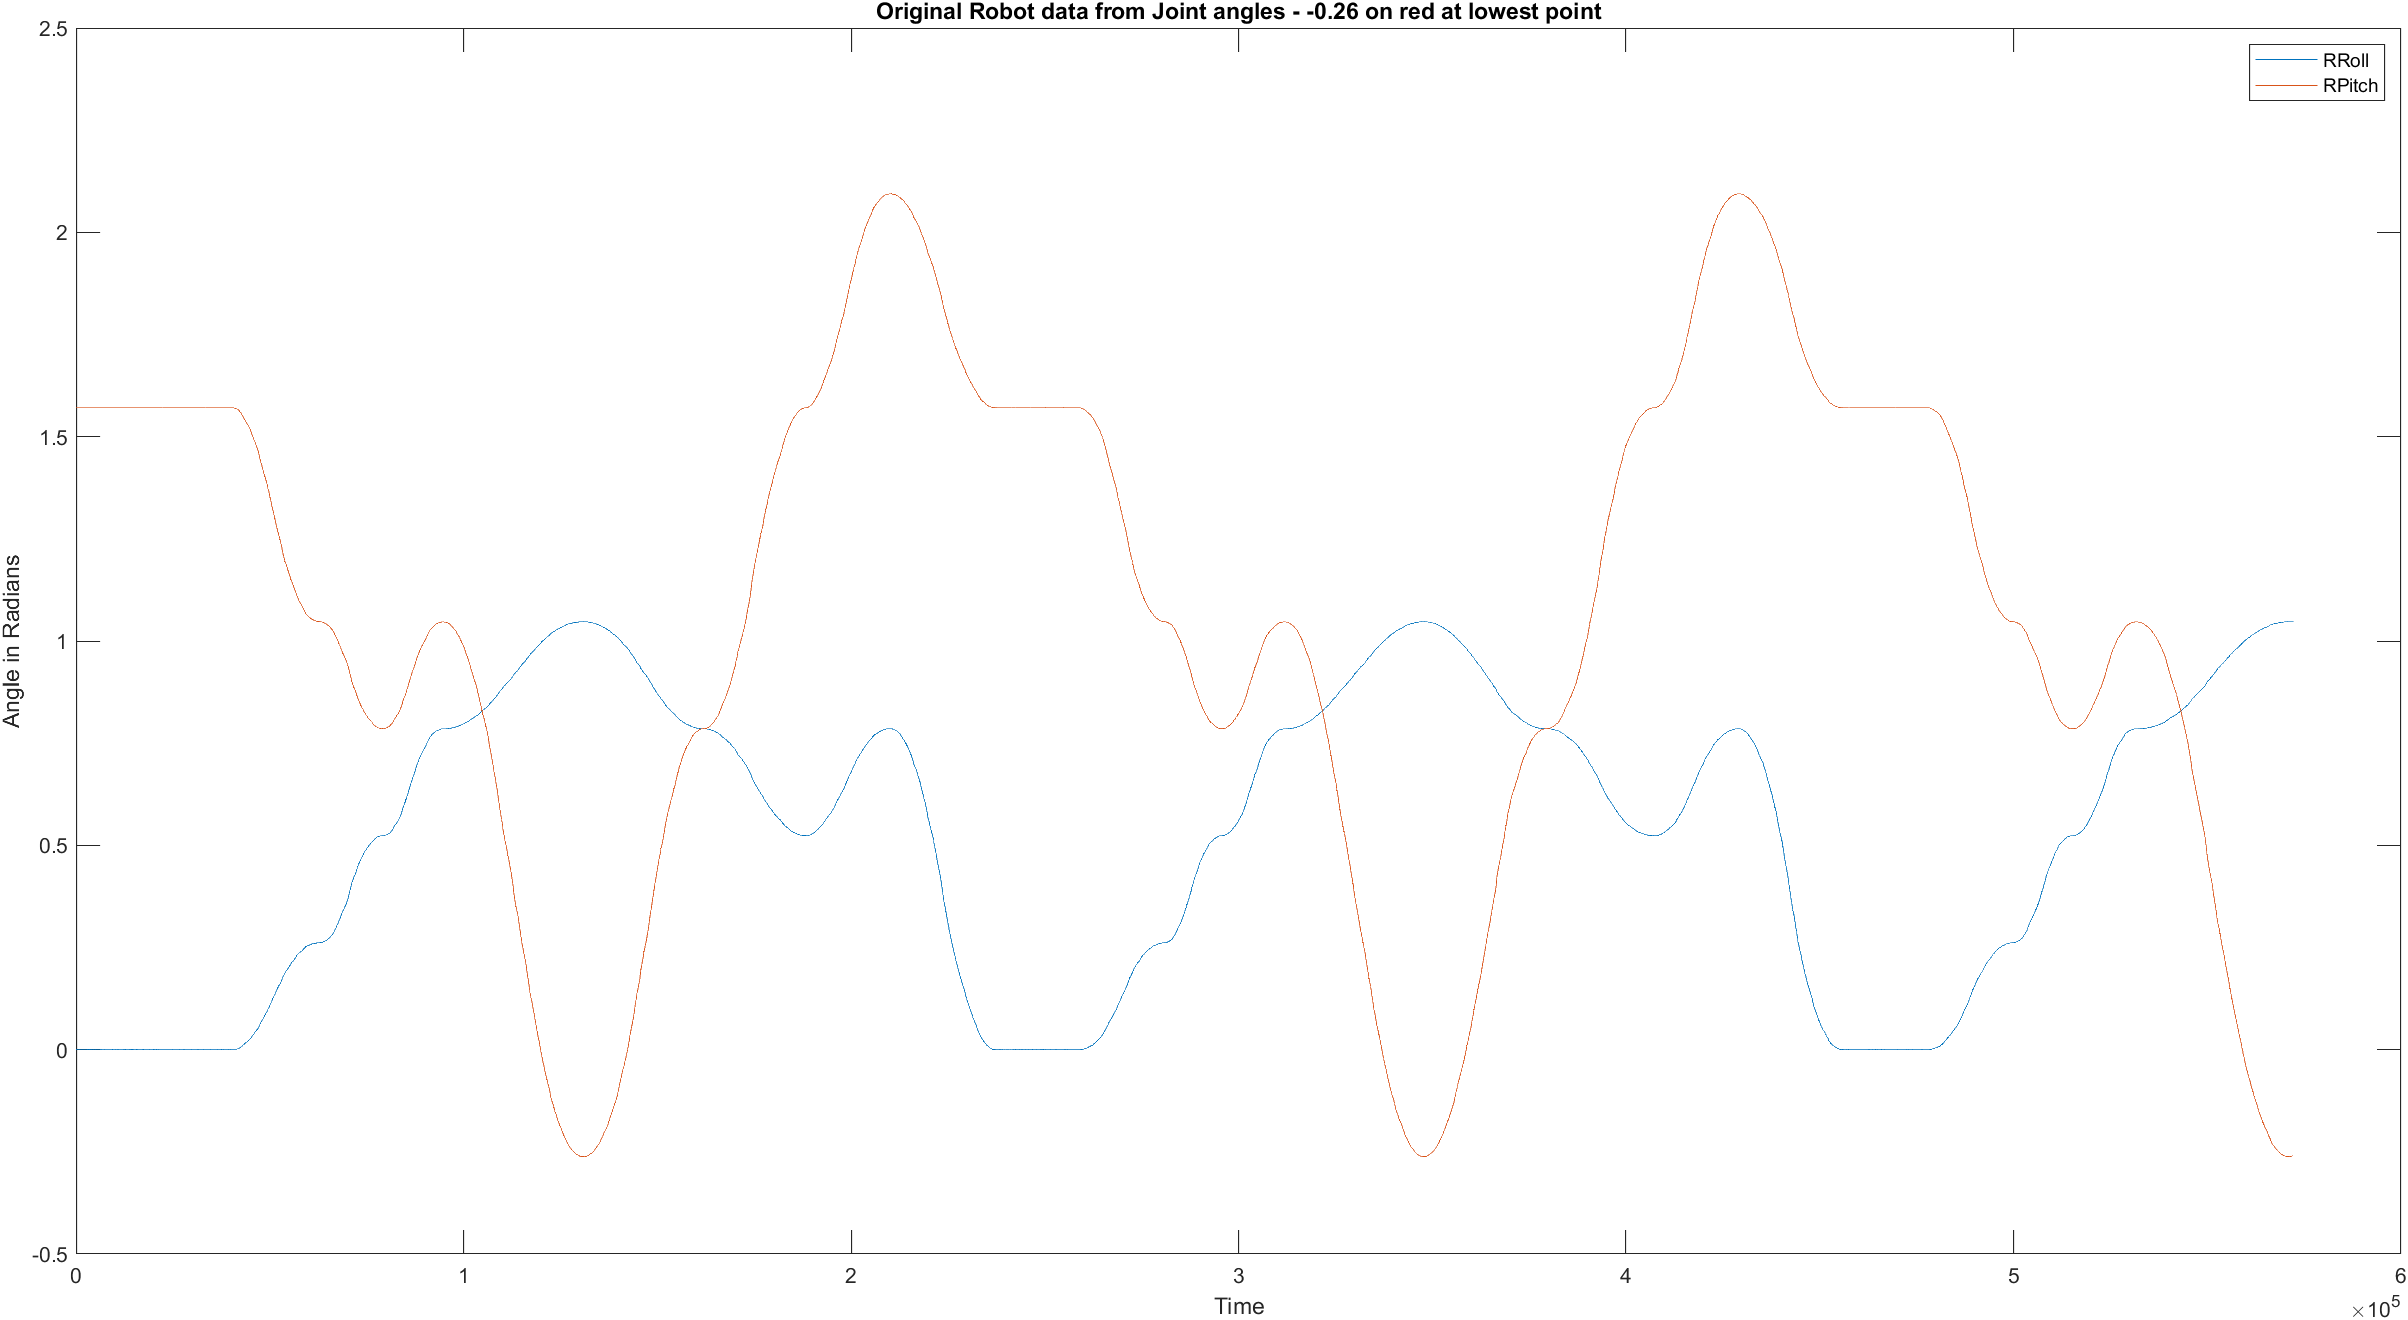 Original Robot data from Joint angles - -0.26 on red at lowest point
RRoll
RPitch
2.5
2
1.5
1
0.5
0
-0.5
Angle in Radians
0 1 2 3 4 5 6
Time
×10^5